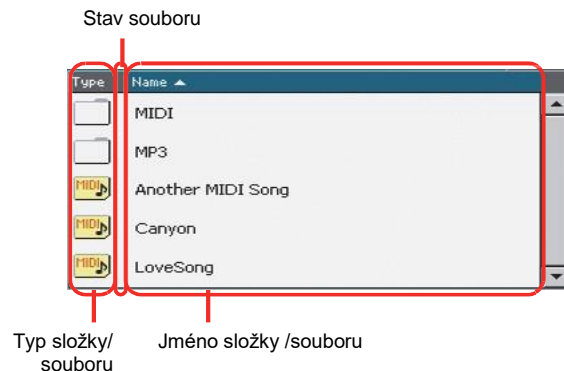 Stav souboru
Type Name
MIDI
MP3
MIDI Another MIDI Song
MIDI Canyon
MIDI LoveSong
Typ složky/
souboru
Jméno složky /souboru